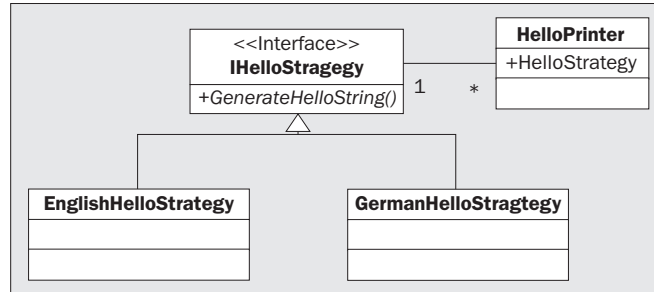 <<Interface>>
IHelloStragegy
+GenerateHelloString()
HelloPrinter
+HelloStrategy
1
*
EnglishHelloStrategy
GermanHelloStragtegy